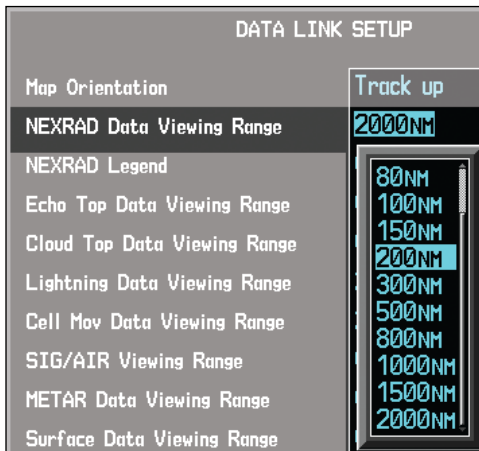 DATA LINK SETUP
Map Orientation
Track up
NEXRAD Data Viewing Range
2000NM
NEXRAD Legend
Echo Top Data Viewing Range
Cloud Top Data Viewing Range
Lightning Data Viewing Range
Cell Mov Data Viewing Range
SIG/AIR Viewing Range
METAR Data Viewing Range
Surface Data Viewing Range
80NM
100NM
150NM
200NM
300NM
500NM
800NM
1000NM
1500NM
2000NM